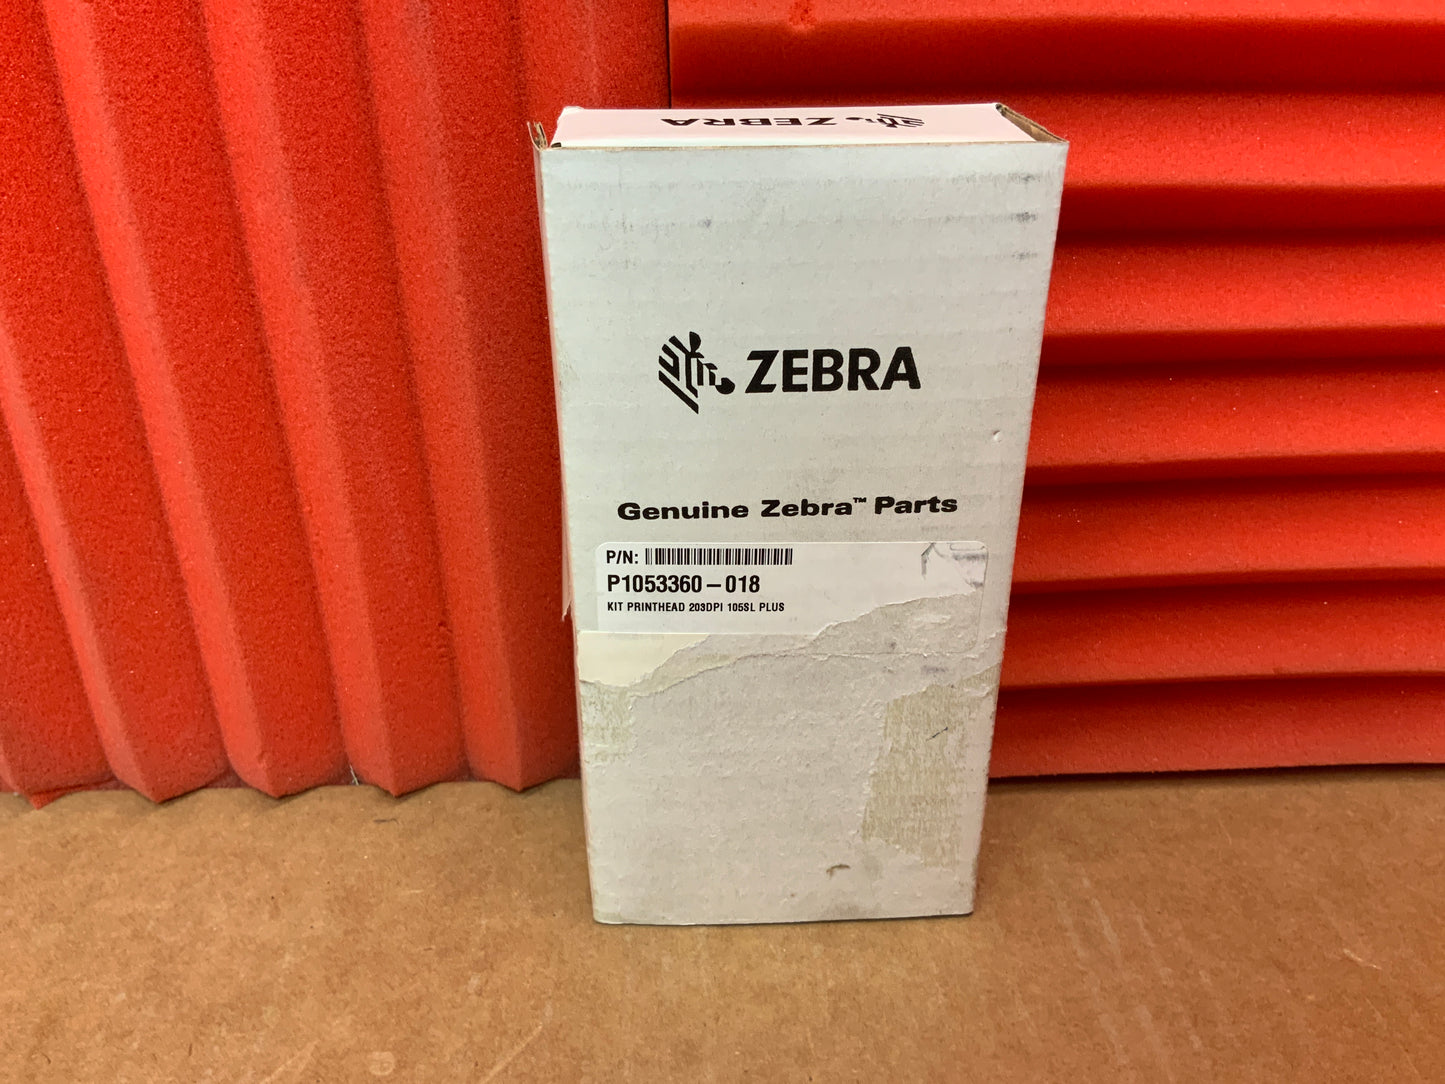 ZEBRA
ZEBRA
Genuine Zebra™ Parts
P/N:
P1053360-018
KIT PRINTHEAD 203DPI 105SL PLUS